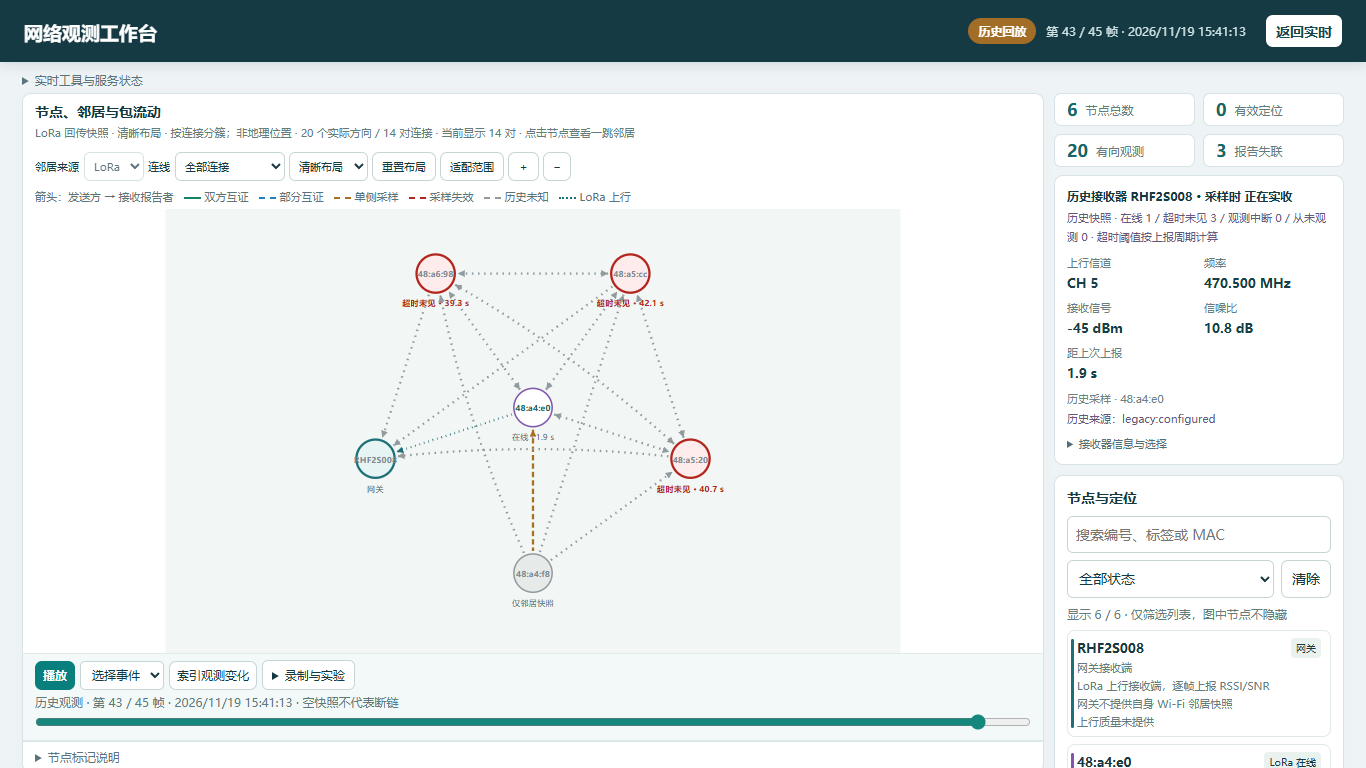 网络观测工作台
历史回放 第 43 / 45 帧 · 2026/11/19 15:41:13 返回实时
▶ 实时工具与服务状态
节点、邻居与包流动
LoRa 回传快照 · 清晰布局 · 按连接分簇；非地理位置 · 20 个实际方向 / 14 对连接 · 当前显示 14 对 · 点击节点查看一跳邻居
邻居来源 LoRa 连线 全部连接 清晰布局 重置布局 适配范围 + −
箭头：发送方 → 接收报告者 双方互证 部分互证 单侧采样 采样失效 历史未知 LoRa 上行
48:a6:98
48:a5:cc
超时未见 · 39.3 s
超时未见 · 42.1 s
48:a4:e0
在线 · 1.9 s
RHF2S008
48:a5:20
网关
超时未见 · 40.7 s
48:a4:f8
仅邻居快照
播放 选择事件 索引观测变化 ▶ 录制与实验
历史观测 · 第 43 / 45 帧 · 2026/11/19 15:41:13 · 空快照不代表断链
▶ 节点标记说明
6 节点总数
0 有效定位
20 有向观测
3 报告失联
历史接收器 RHF2S008 · 采样时 正在实收
历史快照 · 在线 1 / 超时未见 3 / 观测中断 0 / 从未观
测 0 · 超时阈值按上报周期计算
上行信道 频率
CH 5 470.500 MHz
接收信号 信噪比
-45 dBm 10.8 dB
距上次上报
1.9 s
历史采样 · 48:a4:e0
历史来源：legacy:configured
▶ 接收器信息与选择
节点与定位
搜索编号、标签或 MAC
全部状态 清除
显示 6 / 6 · 仅筛选列表，图中节点不隐藏
RHF2S008 网关
网关接收端
LoRa 上行接收端，逐帧上报 RSSI/SNR
网关不提供自身 Wi-Fi 邻居快照
上行质量未提供
48:a4:e0 LoRa 在线